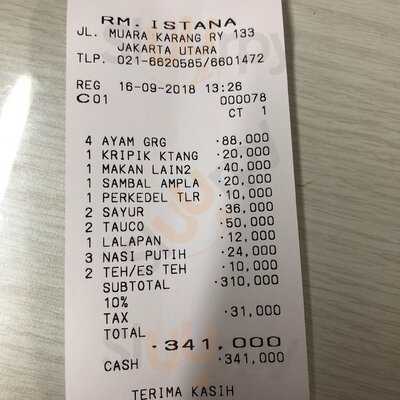 RM. ISTANA
JL. MUARA KARANG RY 133
JAKARTA UTARA
TLP. 021-6620585/6601472
REG 16-09-2018 13:26
C01 000078
CT 1
4 AYAM GRG ·88,000
1 KRIPIK KTANG ·20,000
1 MAKAN LAIN2 ·40,000
1 SAMBAL AMPLA ·20,000
1 PERKEDEL TLR ·10,000
2 SAYUR ·36,000
2 TAUCO ·50,000
1 LALAPAN ·12,000
3 NASI PUTIH ·24,000
2 TEH/ES TEH ·10,000
SUBTOTAL ·310,000
10%
TAX ·31,000
TOTAL ·341,000
CASH ·341,000
TERIMA KASIH